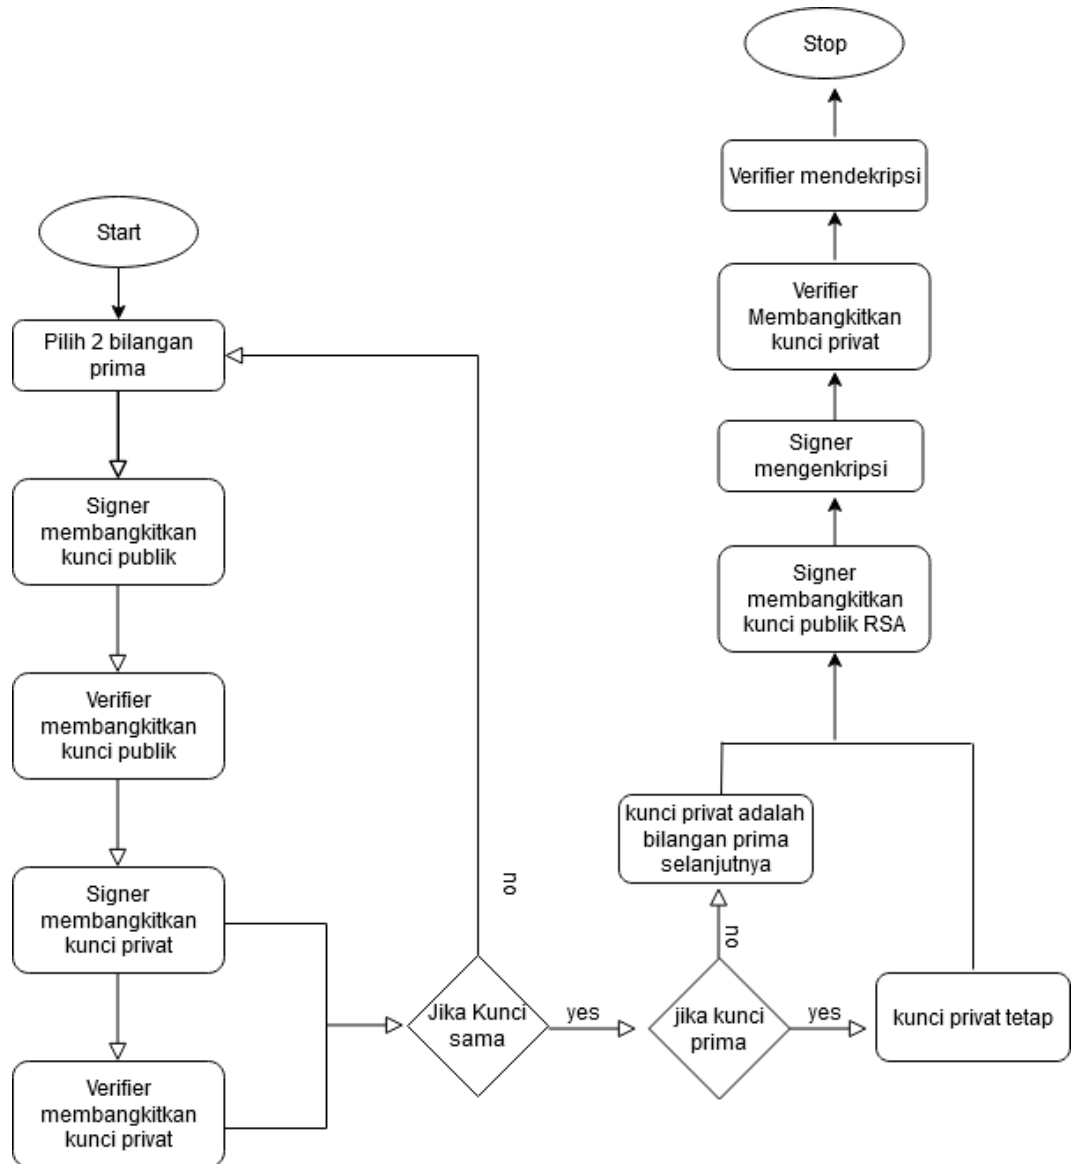 Start
Pilih 2 bilangan
prima
Signer
membangkitkan
kunci publik
Verifier
membangkitkan
kunci publik
Signer
membangkitkan
kunci privat
Verifier
membangkitkan
kunci privat
Jika Kunci
sama
no
yes
jika kunci
prima
no
yes
kunci privat adalah
bilangan prima
selanjutnya
kunci privat tetap
Signer
membangkitkan
kunci publik RSA
Signer
mengenkripsi
Verifier
Membangkitkan
kunci privat
Verifier mendekripsi
Stop